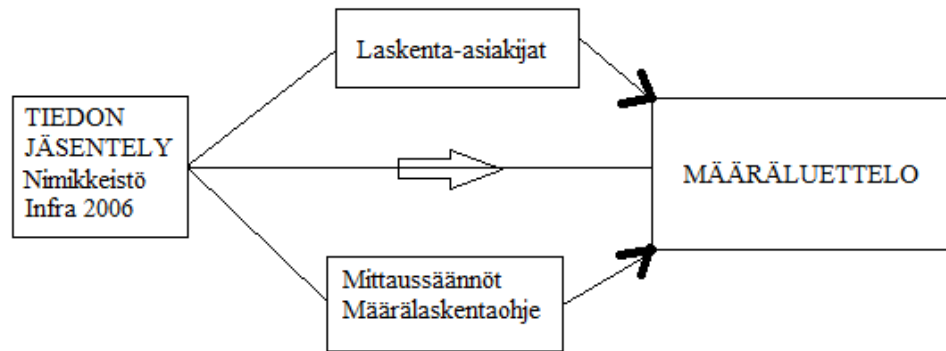 Laskenta-asiakijat
TIEDON
JÄSENTELY
Nimikkeistö
Infra 2006
MÄÄRÄLUETTELO
Mittaussäännöt
Määrälaskentaohje